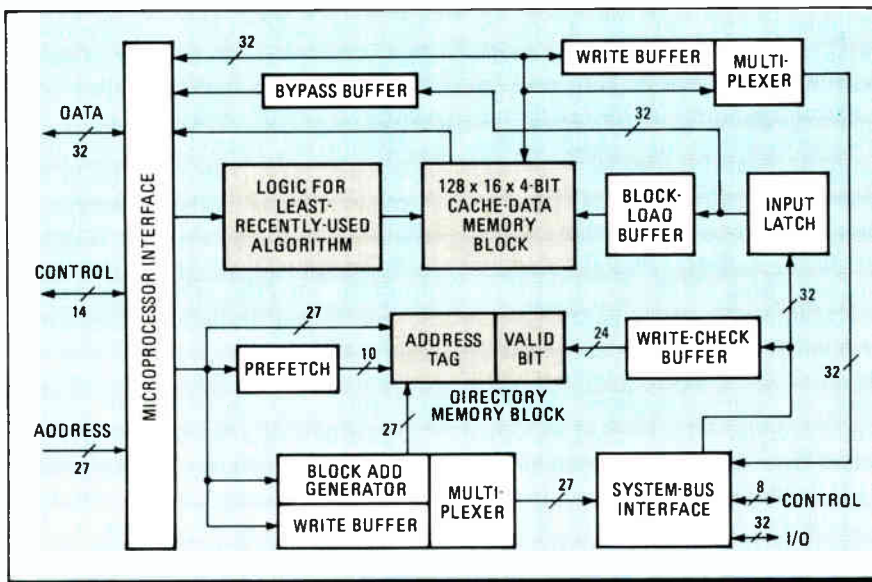 32
WRITE BUFFER
MULTI-
PLEXER
BYPASS BUFFER
DATA
32
32
MICROPROCESSOR INTERFACE
LOGIC FOR
LEAST-
RECENTLY-USED
ALGORITHM
128 x 16 x 4-BIT
CACHE-DATA
MEMORY
BLOCK
BLOCK-
LOAD
BUFFER
INPUT
LATCH
CONTROL
14
27
32
ADDRESS
TAG
VALID
BIT
24
WRITE-CHECK
BUFFER
PREFETCH
10
32
DIRECTORY
MEMORY BLOCK
27
ADDRESS
27
BLOCK ADD
GENERATOR
WRITE BUFFER
MULTI-
PLEXER
27
SYSTEM-BUS
INTERFACE
8
CONTROL
32
I/O